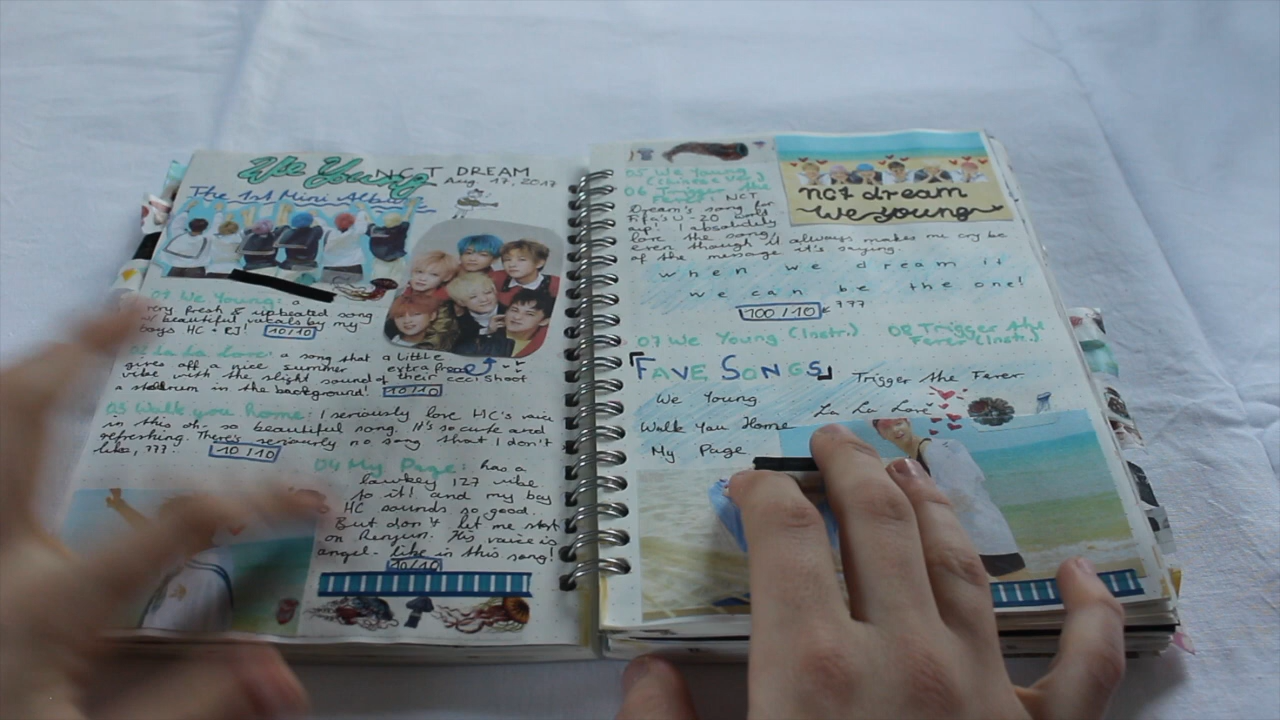 We Young NCT DREAM
Aug. 17, 2017
The 1st Mini Album
01 We Young: a
very fresh & upbeated song
w/ beautiful vocals by my
boys HC + RJ! 10/10
02 La La Love: a song that a little
gives off a nice summer
vibe with the slight sound of their
a steldrum in the background! 10/10
extra from
ceci shoot
03 Walk you Home: I seriously love HC's voice
in this oh-so beautiful song. It's so cute and
refreshing. There's seriously no song that I don't
like, ??? 10/10
04 My Page: has a
lowkey 127 vibe
to it! and my boy
HC sounds so good.
But don't let me start
on Renjun. His voice is
angel-like in this song!
10/10
05 We Young
(Chinese Ver.)
06 Trigger the
Fever: NCT
Dream's song for
Fifa's U-20 world
cup! I absolutely
love the song,
even though it always makes me cry bc
of the message it's saying.
when we dream it
we can be the one!
100/10 ???
NCT dream
We young
07 We Young (Instr.)
08 Trigger the
Fever (Instr.)
FAVE SONGS
Trigger the Fever
We Young
La La Love
Walk You Home
My Page